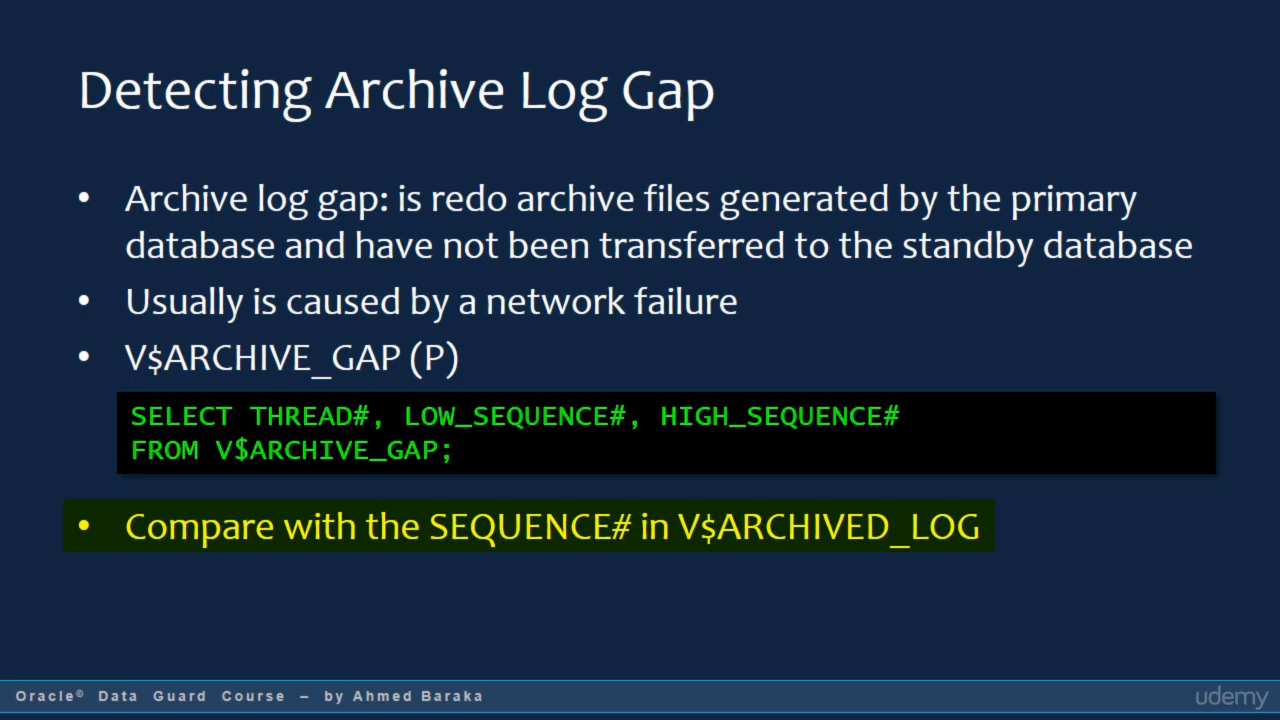 Detecting Archive Log Gap
• Archive log gap: is redo archive files generated by the primary
database and have not been transferred to the standby database
• Usually is caused by a network failure
• V$ARCHIVE_GAP (P)
SELECT THREAD#, LOW_SEQUENCE#, HIGH_SEQUENCE#
FROM V$ARCHIVE_GAP;
• Compare with the SEQUENCE# in V$ARCHIVED_LOG
Oracle© Data Guard Course – by Ahmed Baraka
udemy